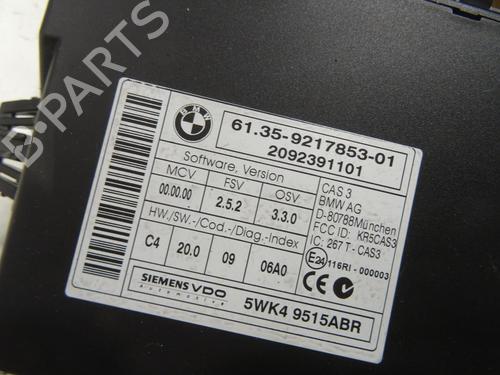 BMW
61.35-9217853-01
2092391101
Software, Version
MCV FSV OSV
00.00.00 2.5.2 3.3.0
HW./SW.-/Cod-/Diag.-Index
C4 20.0 09 06A0
CAS 3
BMW AG
D-80788München
FCC ID: KR5CAS3
IC: 267 T - CAS3
E24 116RI - 000003
SIEMENS VDO
Automotive
5WK4 9515ABR
B-PARTS